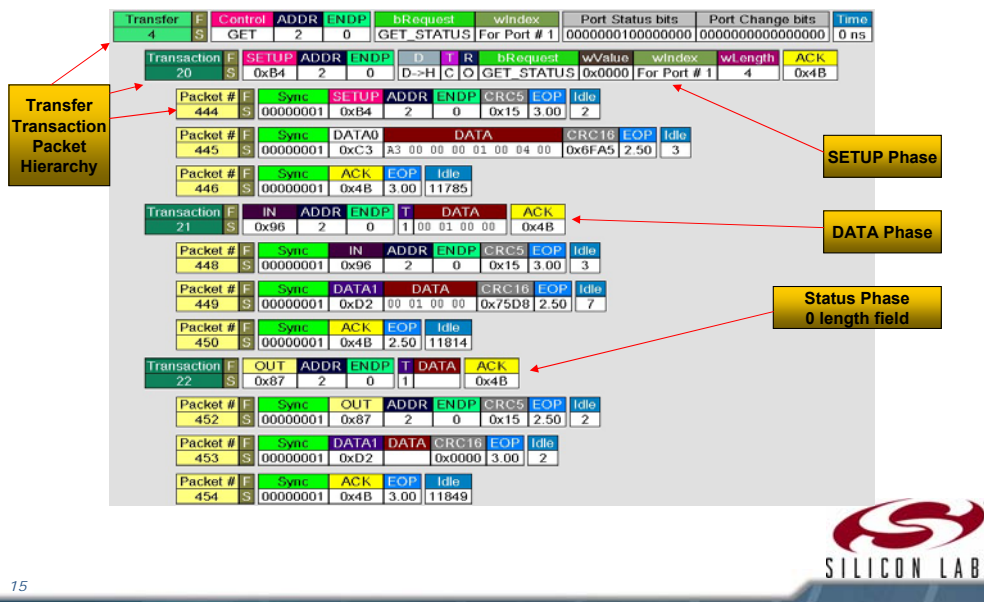 Transfer F Control ADDR ENDP bRequest wIndex Port Status bits Port Change bits Time
4 S GET 2 0 GET_STATUS For Port # 1 0000000100000000 0000000000000000 0 ns
Transaction F SETUP ADDR ENDP D T R bRequest wValue wIndex wLength ACK
20 S 0xB4 2 0 D->H C O GET_STATUS 0x0000 For Port # 1 4 0x4B
Packet # F Sync SETUP ADDR ENDP CRC5 EOP Idle
444 S 00000001 0xB4 2 0 0x15 3.00 2
Transfer
Transaction
Packet
Hierarchy
Packet # F Sync DATA0 DATA CRC16 EOP Idle
445 S 00000001 0xC3 A3 00 00 00 01 00 04 00 0x6FA5 2.50 3
SETUP Phase
Packet # F Sync ACK EOP Idle
446 S 00000001 0x4B 3.00 11785
Transaction F IN ADDR ENDP T DATA ACK
21 S 0x96 2 0 1 00 01 00 00 0x4B
DATA Phase
Packet # F Sync IN ADDR ENDP CRC5 EOP Idle
448 S 00000001 0x96 2 0 0x15 3.00 3
Packet # F Sync DATA1 DATA CRC16 EOP Idle
449 S 00000001 0xD2 00 01 00 00 0x75D8 2.50 7
Status Phase
0 length field
Packet # F Sync ACK EOP Idle
450 S 00000001 0x4B 2.50 11814
Transaction F OUT ADDR ENDP T DATA ACK
22 S 0x87 2 0 1 0x4B
Packet # F Sync OUT ADDR ENDP CRC5 EOP Idle
452 S 00000001 0x87 2 0 0x15 2.50 2
Packet # F Sync DATA1 DATA CRC16 EOP Idle
453 S 00000001 0xD2 0x0000 3.00 2
Packet # F Sync ACK EOP Idle
454 S 00000001 0x4B 3.00 11849
SILICON LAB
15